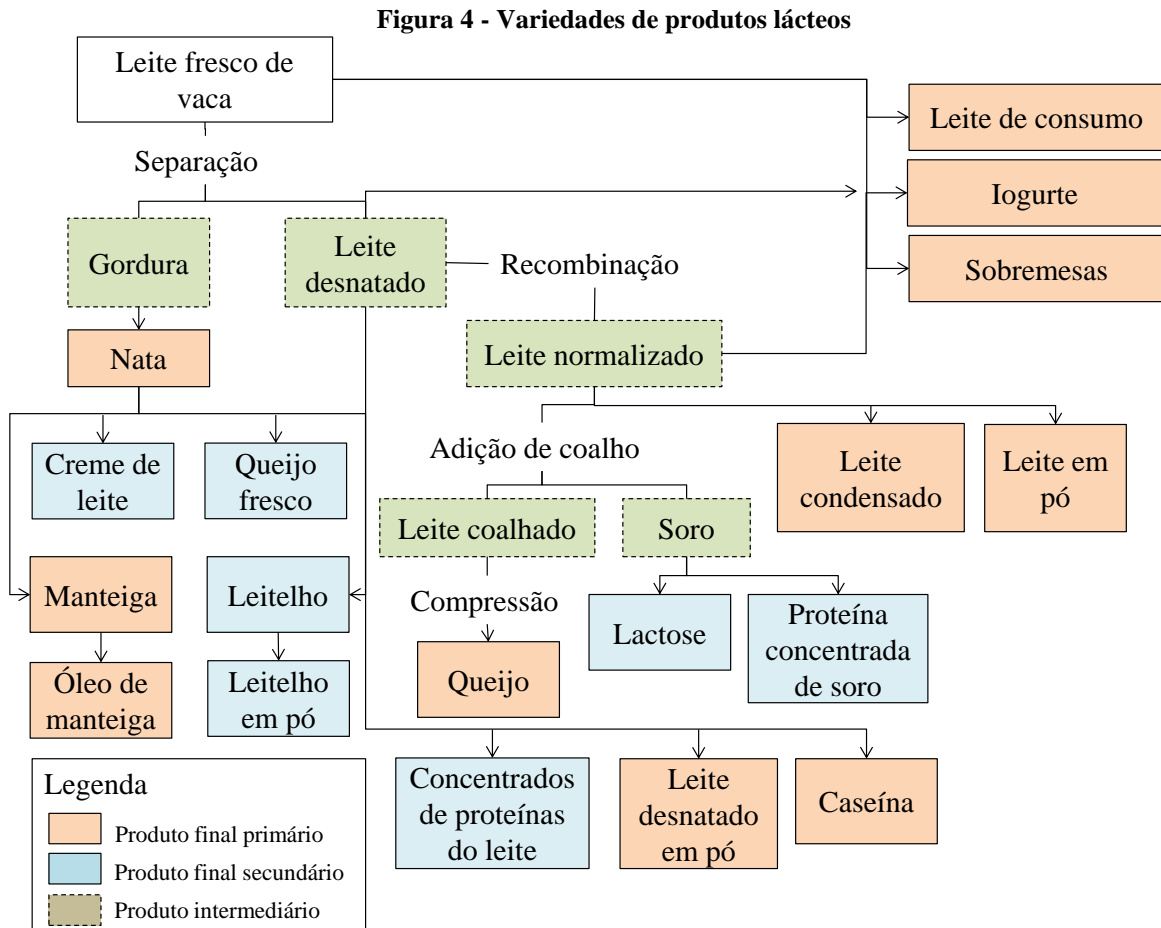 Figura 4 - Variedades de produtos lácteos
Leite fresco de
vaca
Leite de consumo
Separação
Iogurte
Gordura
Leite
desnatado
Recombinação
Sobremesas
Nata
Leite normalizado
Creme de
leite
Queijo
fresco
Adição de coalho
Leite
condensado
Leite em
pó
Leite coalhado
Soro
Manteiga
Leitelho
Compressão
Lactose
Proteína
concentrada
de soro
Óleo de
manteiga
Leitelho
em pó
Queijo
Concentrados
de proteínas
do leite
Leite
desnatado
em pó
Caseína
Legenda
Produto final primário
Produto final secundário
Produto intermediário